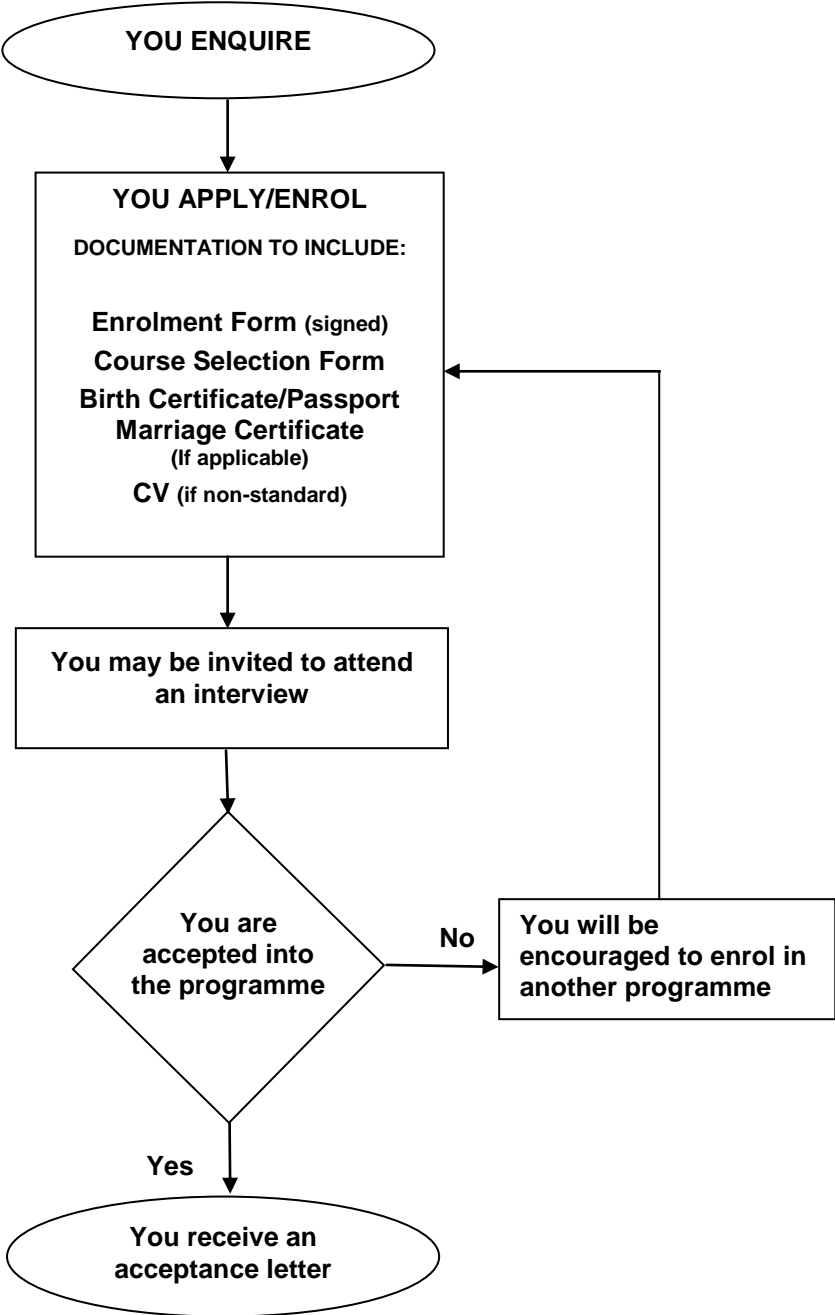 YOU ENQUIRE
YOU APPLY/ENROL
DOCUMENTATION TO INCLUDE:
Enrolment Form (signed)
Course Selection Form
Birth Certificate/Passport
Marriage Certificate
(If applicable)
CV (if non-standard)
You may be invited to attend
an interview
You are
accepted into
the programme
No
You will be
encouraged to enrol in
another programme
Yes
You receive an
acceptance letter